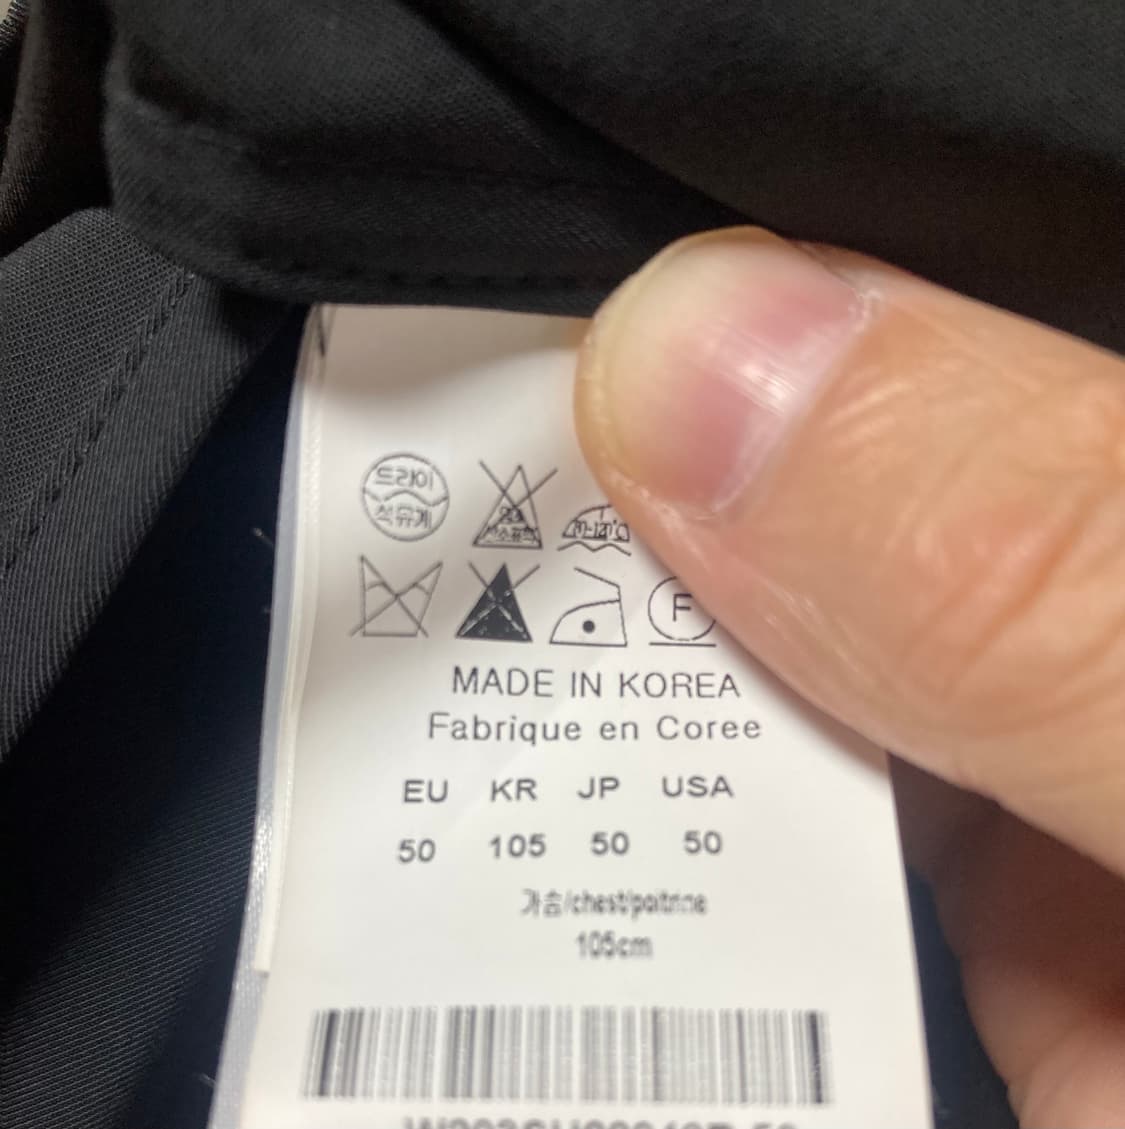 드라이
석유계
F
MADE IN KOREA
Fabrique en Coree
EU KR JP USA
50 105 50 50
가슴/chest/poitrine
105cm